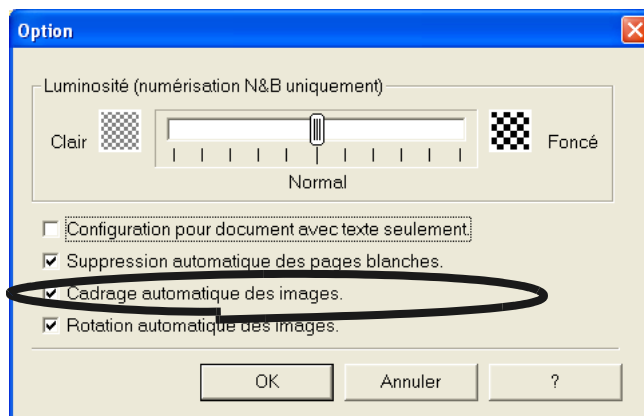 Option
Luminosité (numérisation N&B uniquement)
Clair
Foncé
Normal
Configuration pour document avec texte seulement.
Suppression automatique des pages blanches.
Cadrage automatique des images.
Rotation automatique des images.
OK
Annuler
?